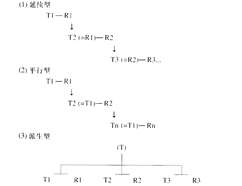 (1) 延续型
T1 — R1
↓
T2 (=R1)— R2
↓
T3 (=R2)— R3...
(2) 平行型
T1 — R1
↓
T2 (=T1)— R2
↓
Tn (=T1)— Rn
(3) 派生型
(T)
T1 R1 T2 R2 T3 R3